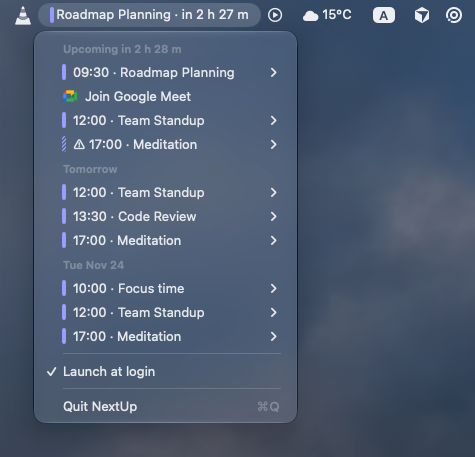 Roadmap Planning · in 2 h 27 m
15°C
A
Upcoming in 2 h 28 m
09:30 · Roadmap Planning
Join Google Meet
12:00 · Team Standup
17:00 · Meditation
Tomorrow
12:00 · Team Standup
13:30 · Code Review
17:00 · Meditation
Tue Nov 24
10:00 · Focus time
12:00 · Team Standup
17:00 · Meditation
Launch at login
Quit NextUp ⌘Q